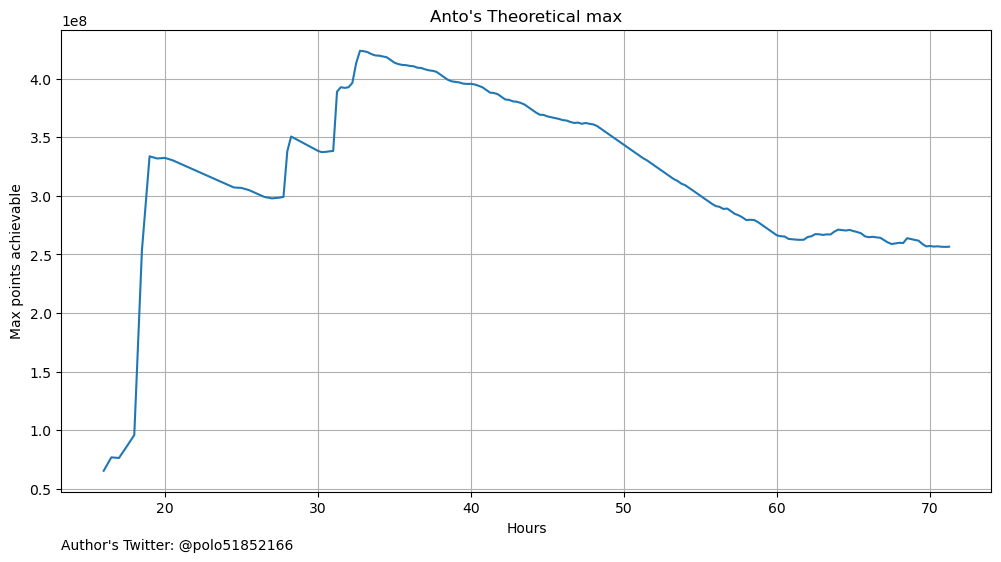 Anto's Theoretical max
1e8
4.0
3.5
3.0
2.5
2.0
1.5
1.0
0.5
Max points achievable
20 30 40 50 60 70
Hours
Author's Twitter: @polo51852166